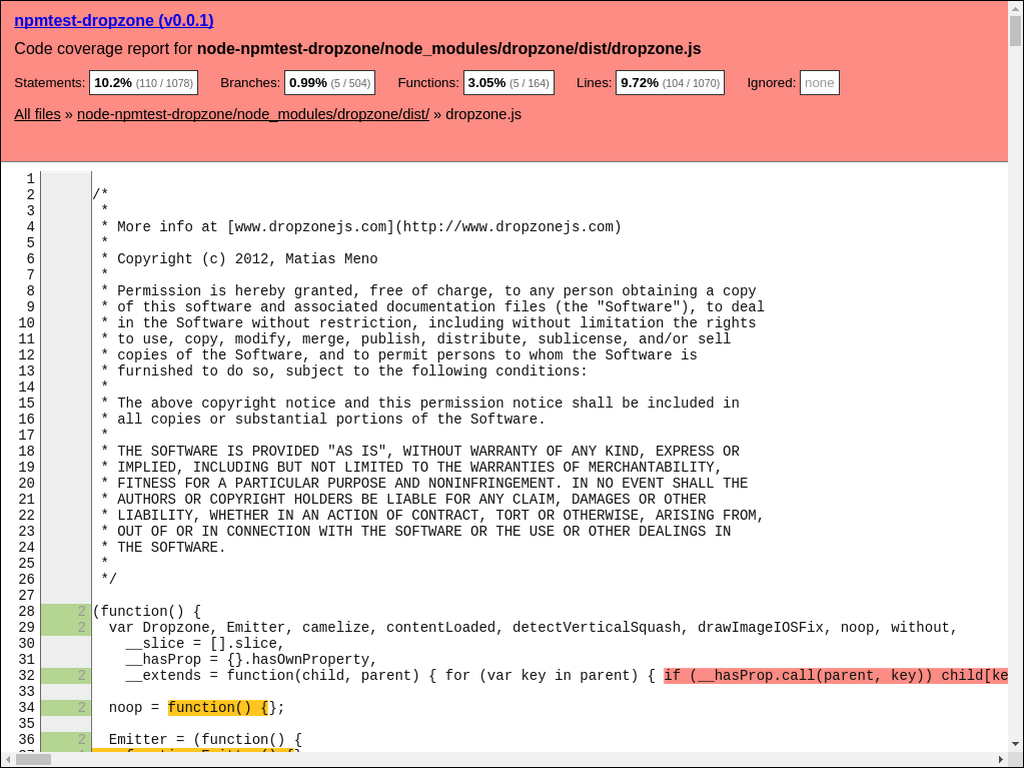 npmtest-dropzone (v0.0.1)
Code coverage report for node-npmtest-dropzone/node_modules/dropzone/dist/dropzone.js
Statements: 10.2% (110 / 1078) Branches: 0.99% (5 / 504) Functions: 3.05% (5 / 164) Lines: 9.72% (104 / 1070) Ignored: none
All files » node-npmtest-dropzone/node_modules/dropzone/dist/ » dropzone.js
1
2 /*
3 *
4 * More info at [www.dropzonejs.com](http://www.dropzonejs.com)
5 *
6 * Copyright (c) 2012, Matias Meno
7 *
8 * Permission is hereby granted, free of charge, to any person obtaining a copy
9 * of this software and associated documentation files (the "Software"), to deal
10 * in the Software without restriction, including without limitation the rights
11 * to use, copy, modify, merge, publish, distribute, sublicense, and/or sell
12 * copies of the Software, and to permit persons to whom the Software is
13 * furnished to do so, subject to the following conditions:
14 *
15 * The above copyright notice and this permission notice shall be included in
16 * all copies or substantial portions of the Software.
17 *
18 * THE SOFTWARE IS PROVIDED "AS IS", WITHOUT WARRANTY OF ANY KIND, EXPRESS OR
19 * IMPLIED, INCLUDING BUT NOT LIMITED TO THE WARRANTIES OF MERCHANTABILITY,
20 * FITNESS FOR A PARTICULAR PURPOSE AND NONINFRINGEMENT. IN NO EVENT SHALL THE
21 * AUTHORS OR COPYRIGHT HOLDERS BE LIABLE FOR ANY CLAIM, DAMAGES OR OTHER
22 * LIABILITY, WHETHER IN AN ACTION OF CONTRACT, TORT OR OTHERWISE, ARISING FROM,
23 * OUT OF OR IN CONNECTION WITH THE SOFTWARE OR THE USE OR OTHER DEALINGS IN
24 * THE SOFTWARE.
25 *
26 */
27
28 2 (function() {
29 2 var Dropzone, Emitter, camelize, contentLoaded, detectVerticalSquash, drawImageIOSFix, noop, without,
30 __slice = [].slice,
31 __hasProp = {}.hasOwnProperty,
32 2 __extends = function(child, parent) { for (var key in parent) { if (__hasProp.call(parent, key)) child[ke
33
34 2 noop = function() {};
35
36 2 Emitter = (function() {